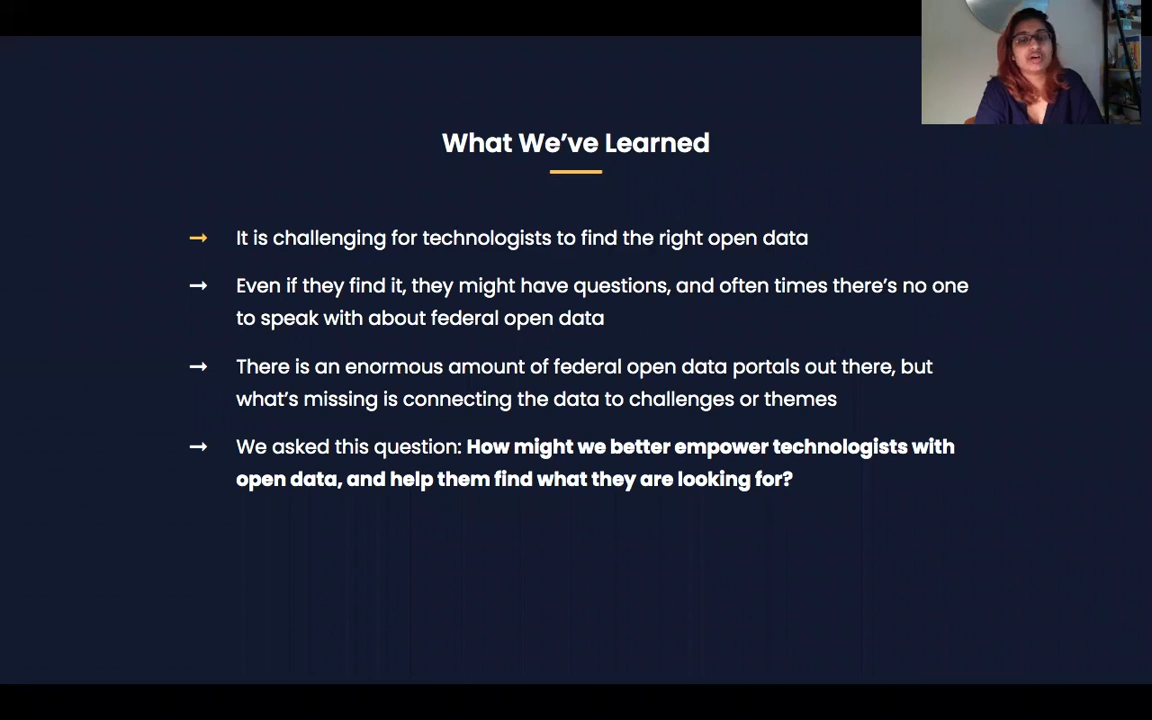 What We’ve Learned
→ It is challenging for technologists to find the right open data
→ Even if they find it, they might have questions, and often times there’s no one
to speak with about federal open data
→ There is an enormous amount of federal open data portals out there, but
what’s missing is connecting the data to challenges or themes
→ We asked this question: How might we better empower technologists with
open data, and help them find what they are looking for?